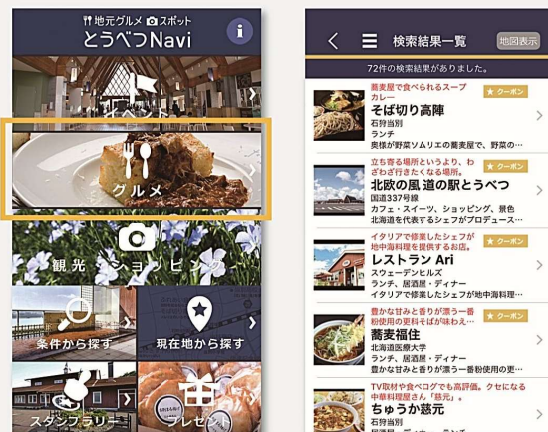 地元グルメ スポット
とうべつNavi
イベント
グルメ
観光・ショッピング
条件から探す
現在地から探す
スタンプラリー
プレゼント
検索結果一覧
地図表示
72件の検索結果がありました。
蕎麦屋で食べられるスープ
カレー
★ クーポン
そば切り高陣
石狩当別
ランチ
奥様が野菜ソムリエの蕎麦屋で、野菜の…
立ち寄る場所というより、わ
ざわざ行きたくなる場所。
★ クーポン
北欧の風 道の駅とうべつ
国道337号線
カフェ・スイーツ、ショッピング、景色
北海道を代表するシェフがプロデュース…
イタリアで修業したシェフが
地中海料理を提供するお店。
★ クーポン
レストラン Ari
スウェーデンヒルズ
ランチ、居酒屋・ディナー
イタリアで修業したシェフが地中海料理…
豊かな甘みと香りが漂う一番
粉使用の更科そばが味わえ…
★ クーポン
蕎麦福住
北海道医療大学
ランチ、居酒屋・ディナー
豊かな甘みと香りが漂う一番粉使用の更…
TV取材や食べログでも高評価。クセになる
中華料理屋さん「慈元」。
ちゅうか慈元
石狩当別